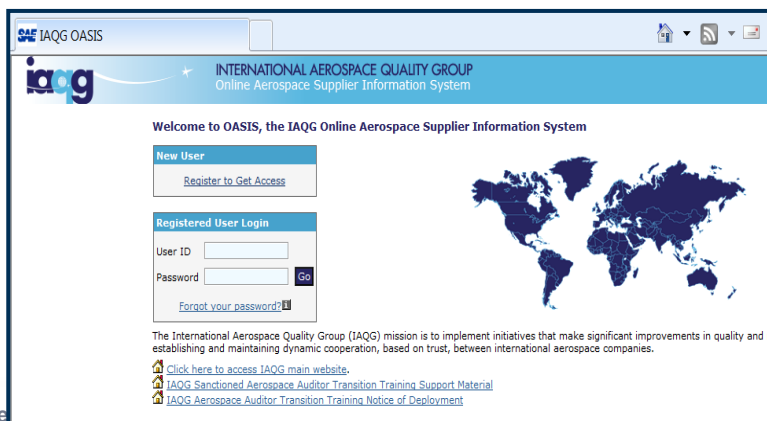 SAE IAQG OASIS
iaqg
INTERNATIONAL AEROSPACE QUALITY GROUP
Online Aerospace Supplier Information System
Welcome to OASIS, the IAQG Online Aerospace Supplier Information System
New User
Register to Get Access
Registered User Login
User ID
Password
Go
Forgot your password?
The International Aerospace Quality Group (IAQG) mission is to implement initiatives that make significant improvements in quality and
establishing and maintaining dynamic cooperation, based on trust, between international aerospace companies.
Click here to access IAQG main website.
IAQG Sanctioned Aerospace Auditor Transition Training Support Material
IAQG Aerospace Auditor Transition Training Notice of Deployment
e